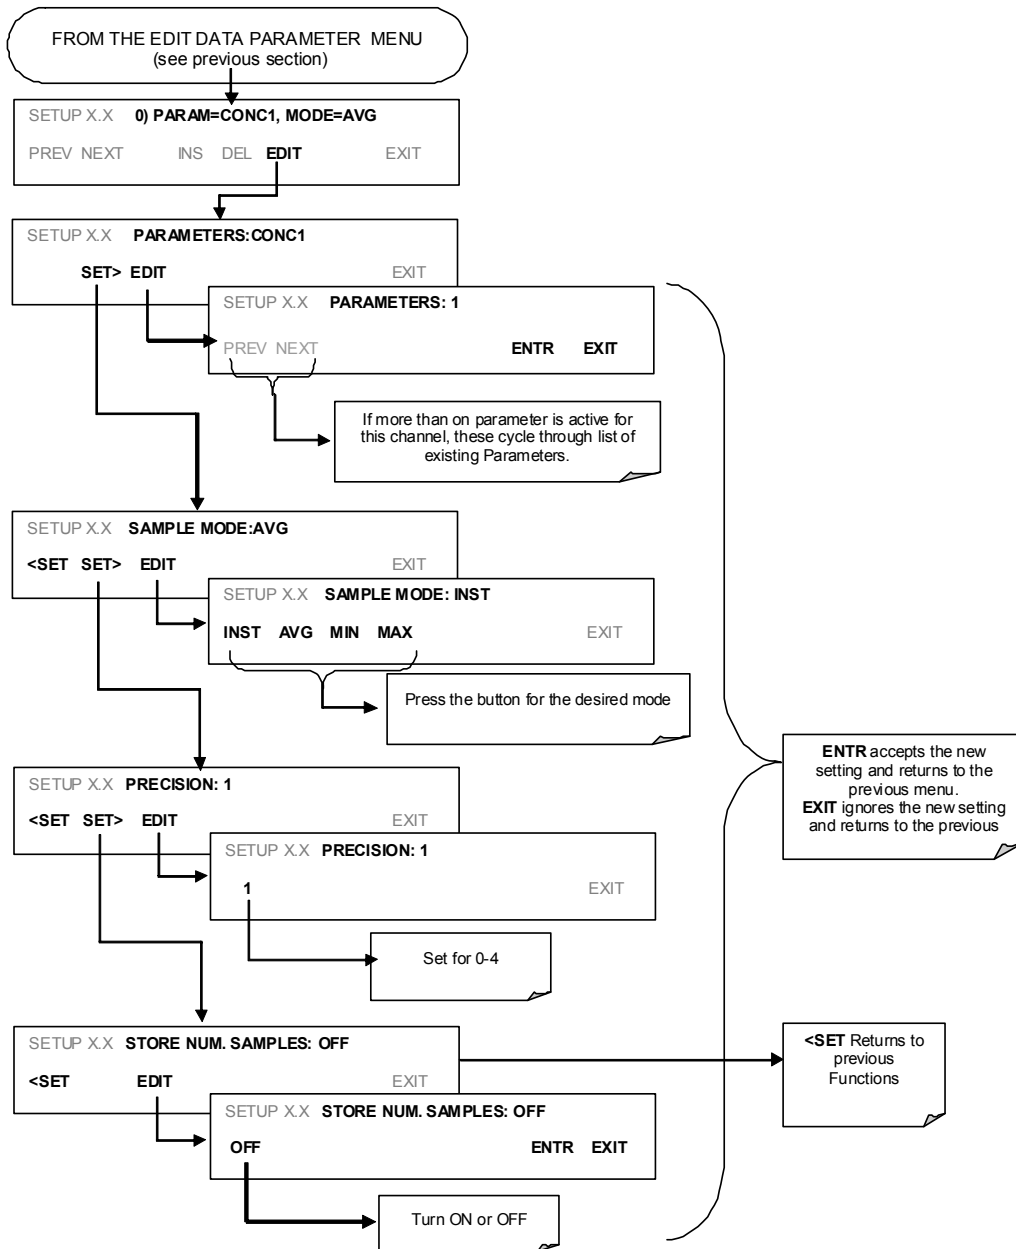 FROM THE EDIT DATA PARAMETER MENU
(see previous section)
SETUP X.X 0) PARAM=CONC1, MODE=AVG
PREV NEXT INS DEL EDIT EXIT
SETUP X.X PARAMETERS:CONC1
SET> EDIT EXIT
SETUP X.X PARAMETERS: 1
PREV NEXT ENTR EXIT
If more than on parameter is active for
this channel, these cycle through list of
existing Parameters.
SETUP X.X SAMPLE MODE:AVG
<SET SET> EDIT EXIT
SETUP X.X SAMPLE MODE: INST
INST AVG MIN MAX EXIT
Press the button for the desired mode
ENTR accepts the new
setting and returns to the
previous menu.
EXIT ignores the new setting
and returns to the previous
SETUP X.X PRECISION: 1
<SET SET> EDIT EXIT
SETUP X.X PRECISION: 1
1 EXIT
Set for 0-4
SETUP X.X STORE NUM. SAMPLES: OFF
<SET EDIT EXIT
<SET Returns to
previous
Functions
SETUP X.X STORE NUM. SAMPLES: OFF
OFF ENTR EXIT
Turn ON or OFF